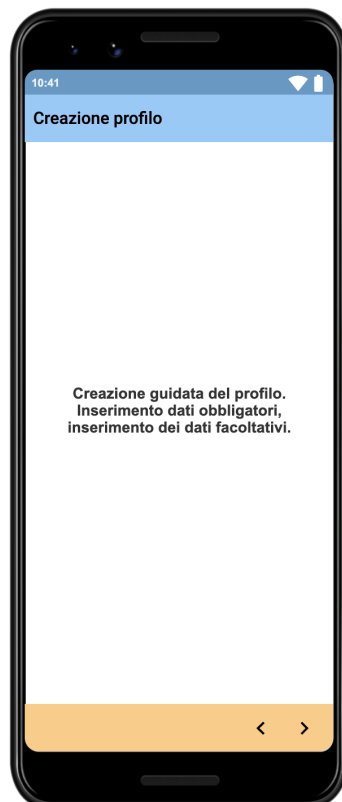 10:41
Creazione profilo
Creazione guidata del profilo.
Inserimento dati obbligatori,
inserimento dei dati facoltativi.